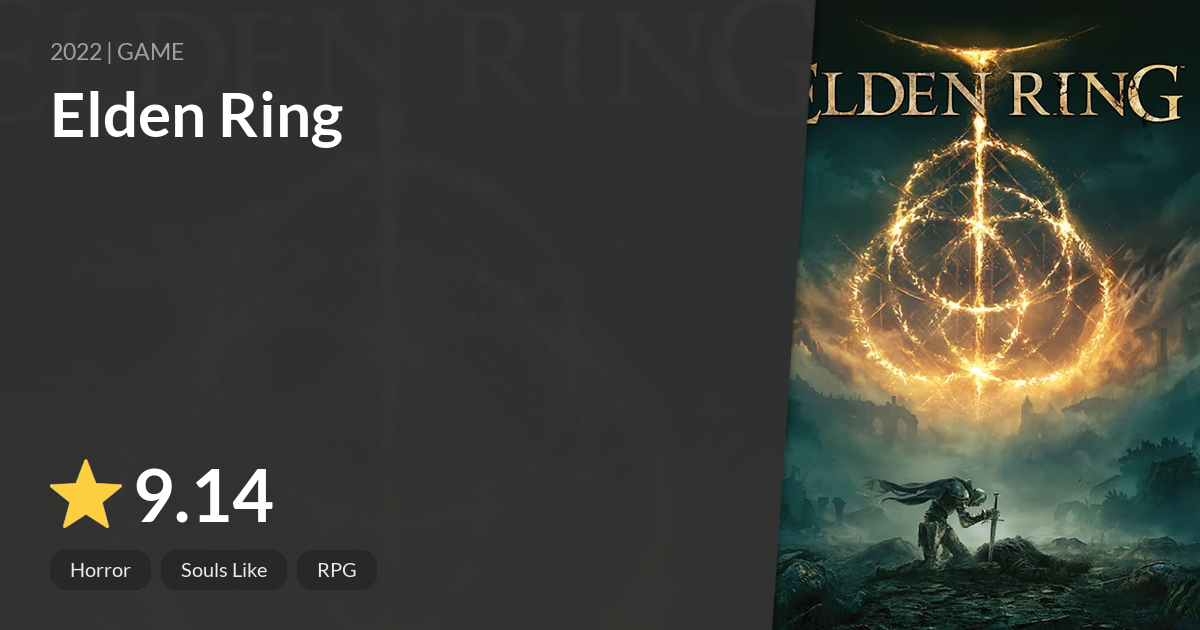 2022 | GAME
Elden Ring
9.14
Horror
Souls Like
RPG
ELDEN RING